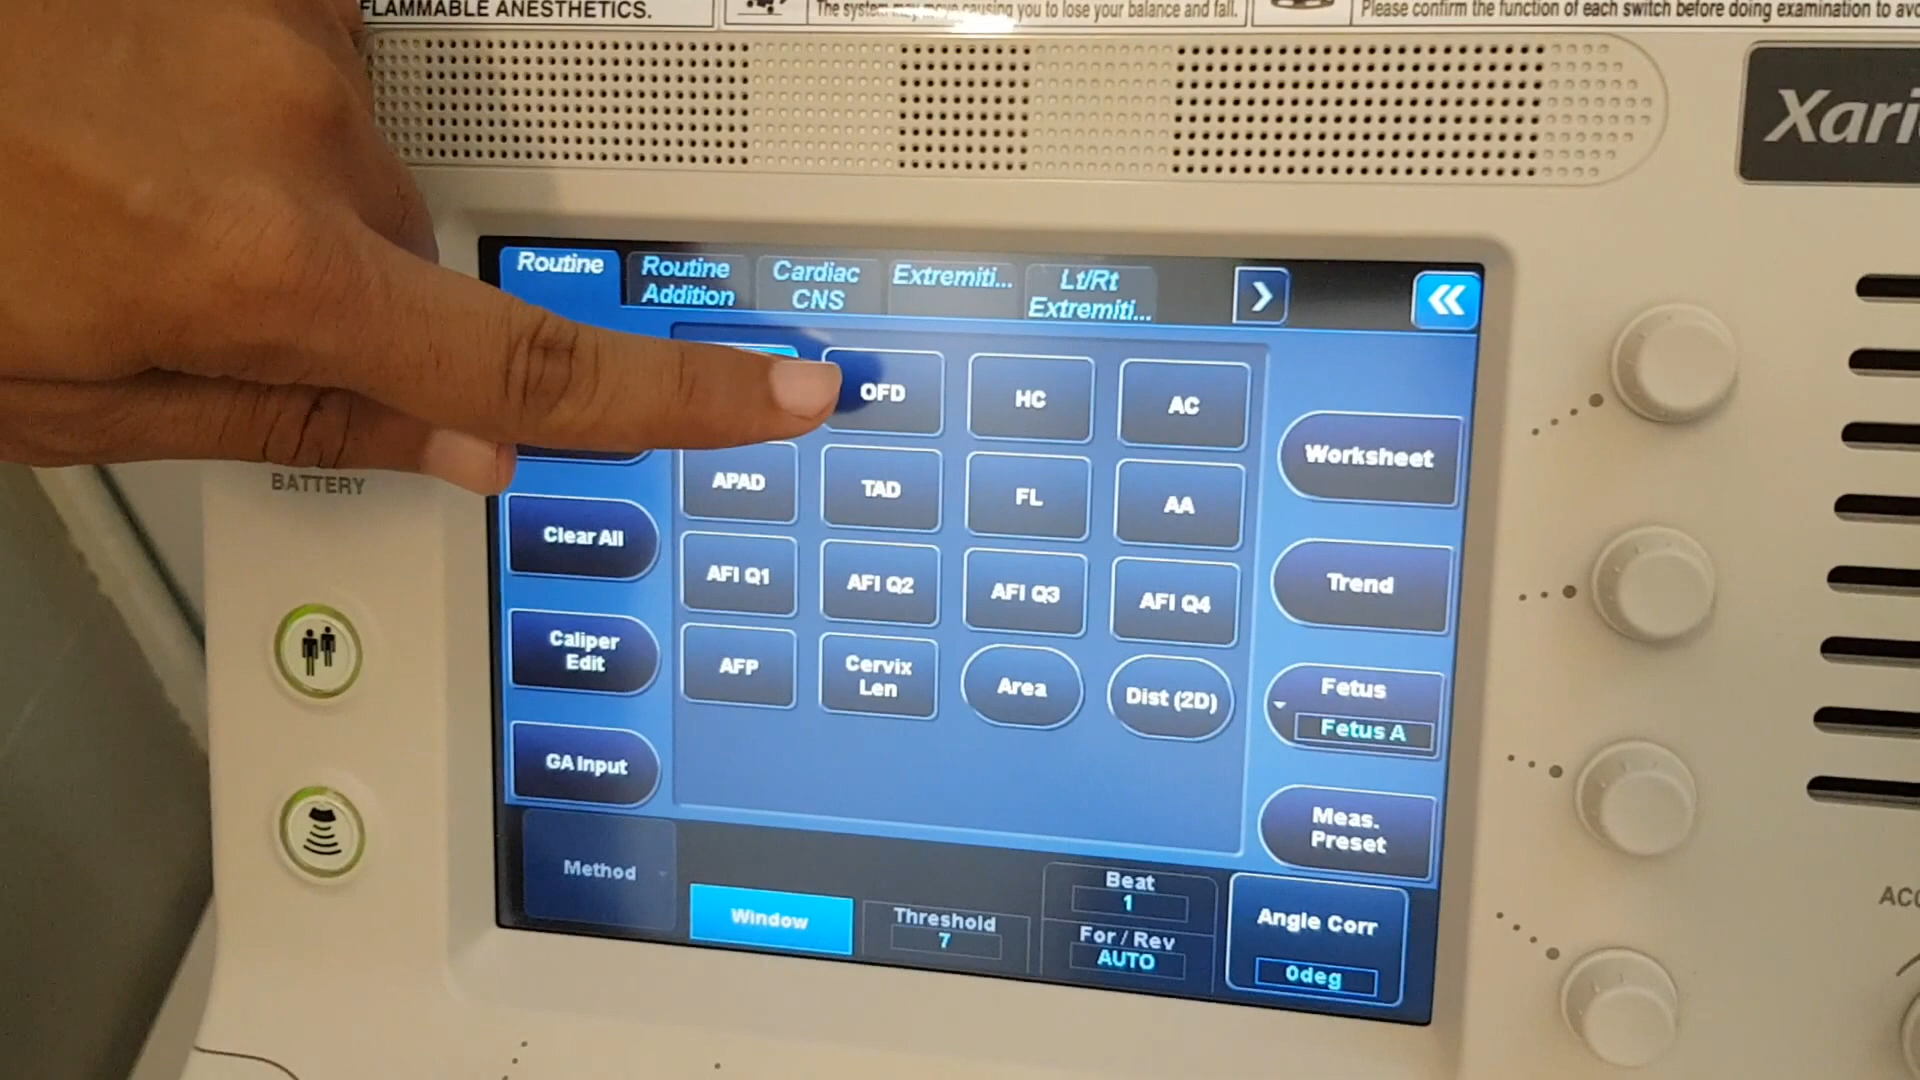 FLAMMABLE ANESTHETICS.
The system may move causing you to lose your balance and fall.
Please confirm the function of each switch before doing examination to
Xari
Routine
Routine
Addition
Cardiac
CNS
Extremiti...
Lt/Rt
Extremiti...
OFD
HC
AC
Worksheet
BATTERY
APAD
TAD
FL
AA
Clear All
AFI Q1
AFI Q2
AFI Q3
AFI Q4
Trend
Caliper
Edit
AFP
Cervix
Len
Area
Dist (2D)
Fetus
Fetus A
GA Input
Meas.
Preset
Method
Window
Threshold
7
Beat
1
For / Rev
AUTO
Angle Corr
0deg